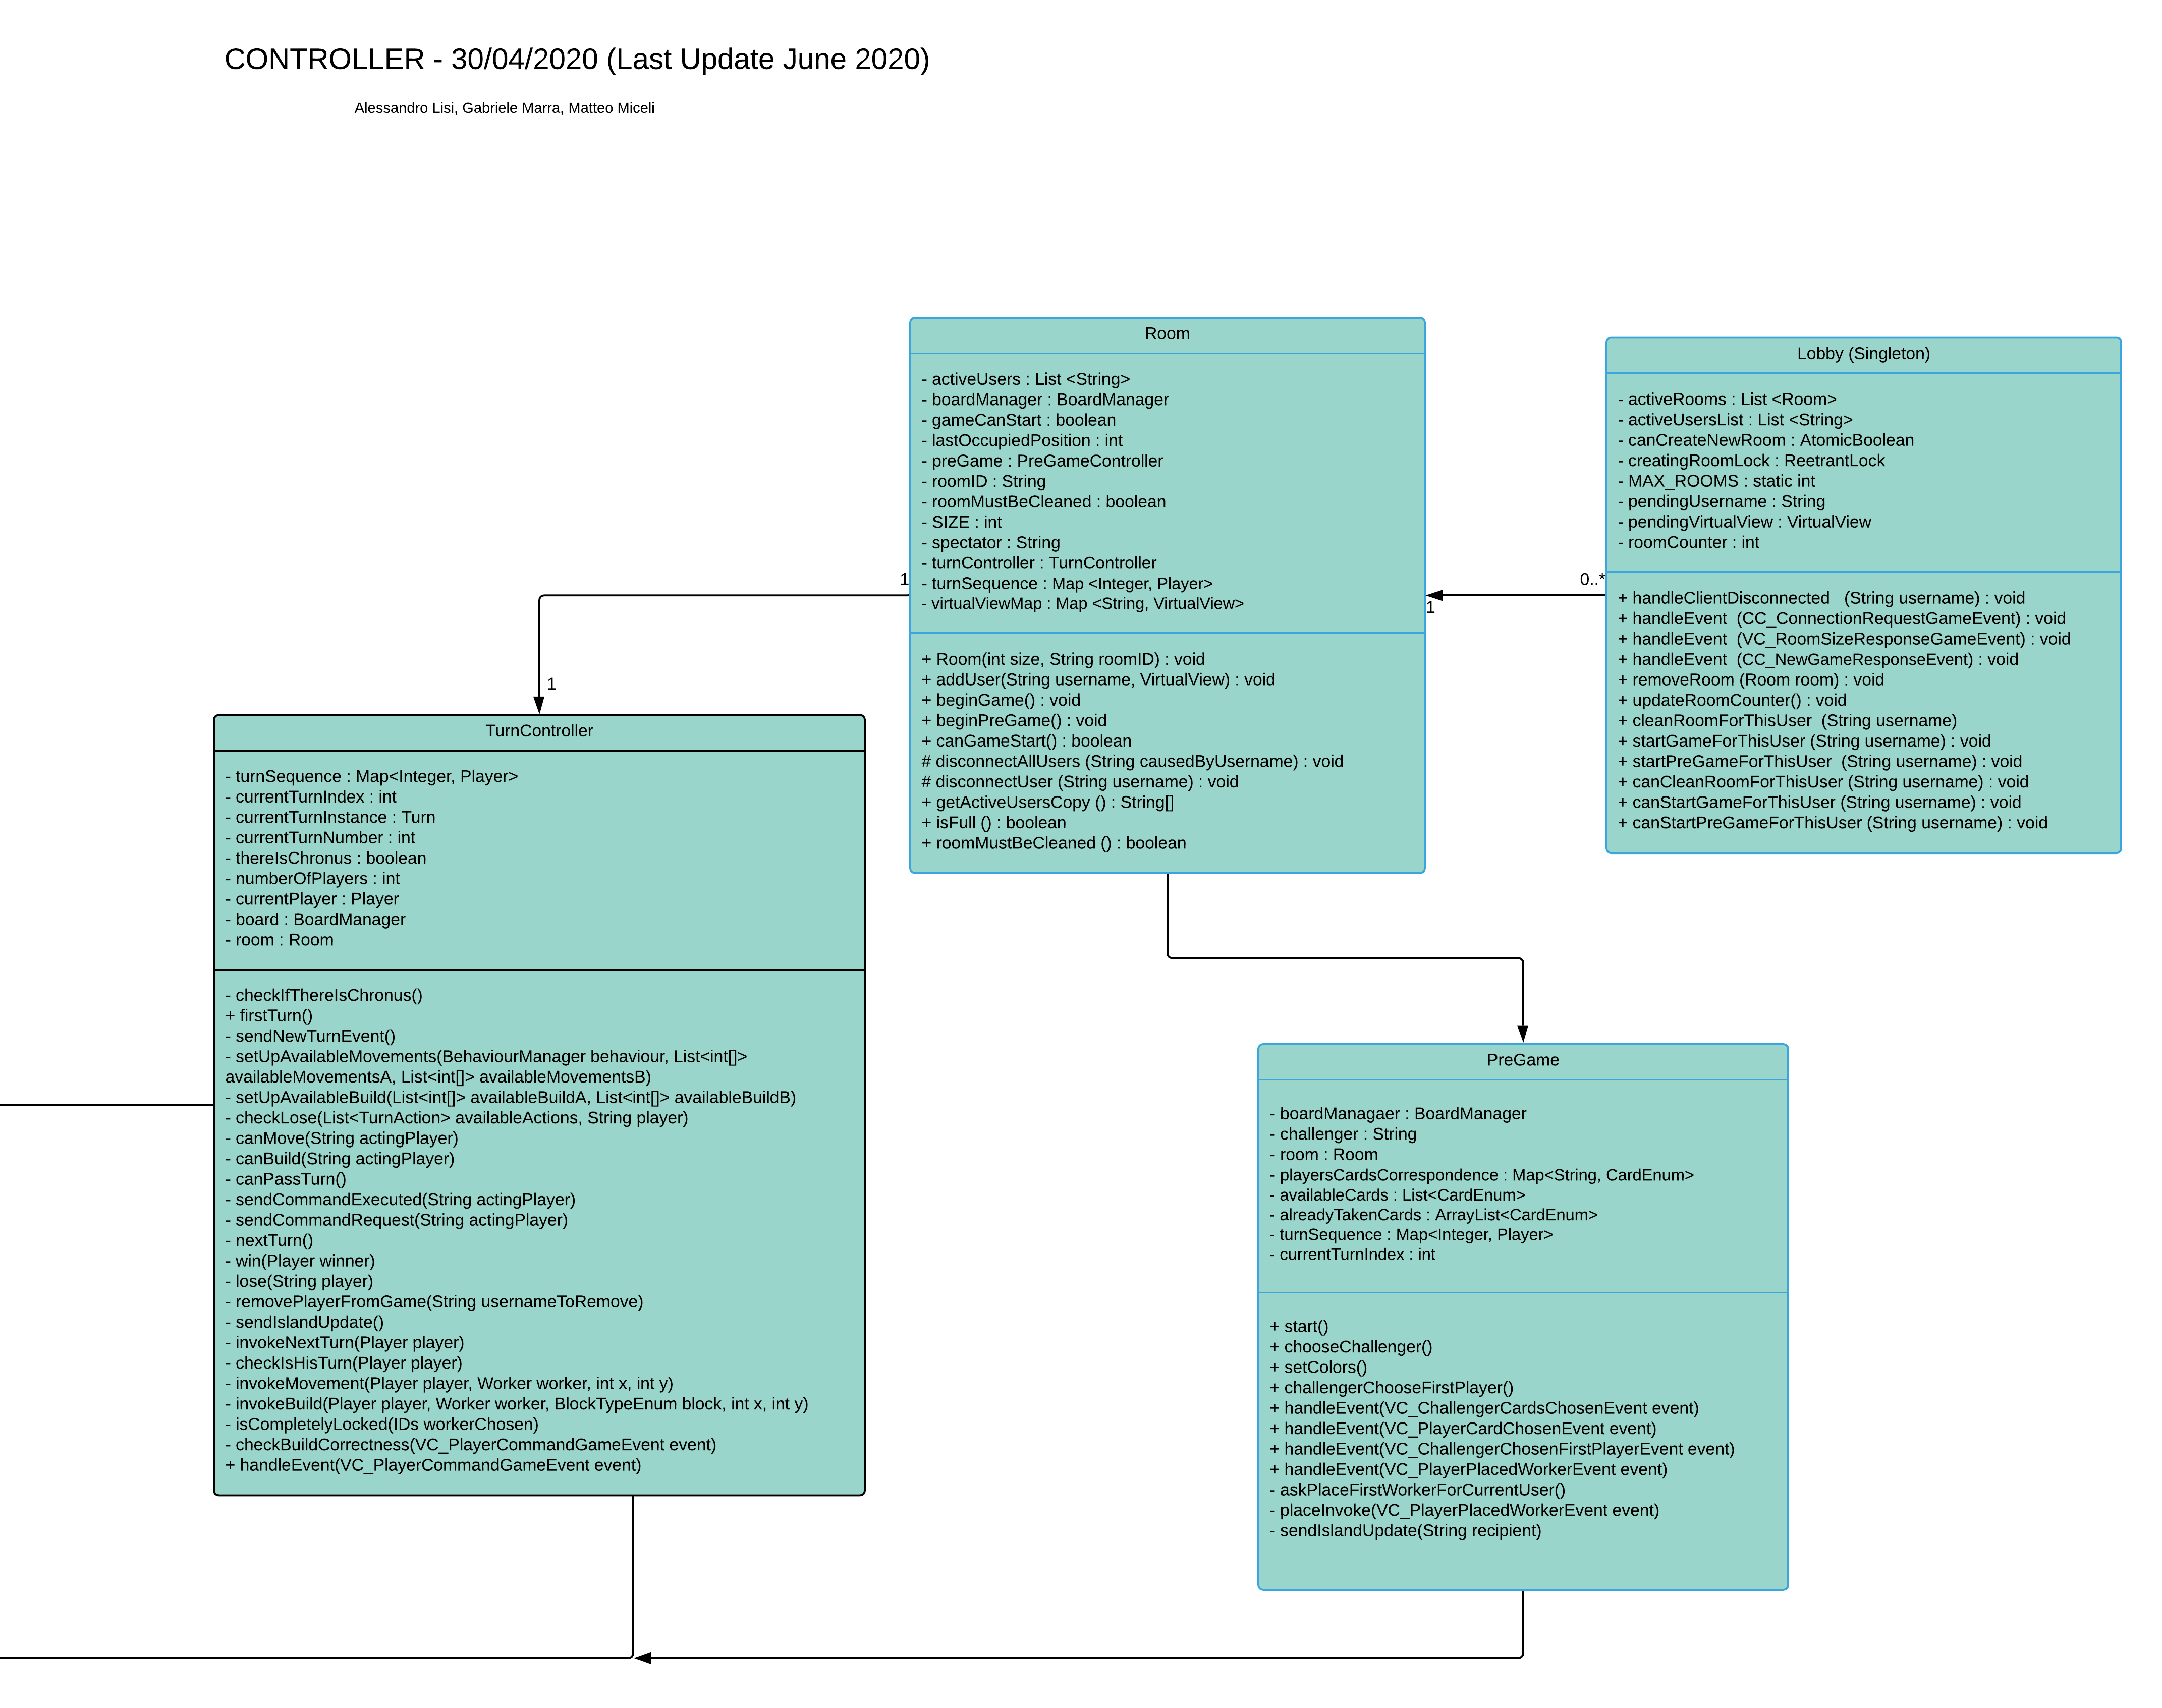 CONTROLLER - 30/04/2020 (Last Update June 2020)
Alessandro Lisi, Gabriele Marra, Matteo Miceli
Room
- activeUsers : List <String>
- boardManager : BoardManager
- gameCanStart : boolean
- lastOccupiedPosition : int
- preGame : PreGameController
- roomID : String
- roomMustBeCleaned : boolean
- SIZE : int
- spectator : String
- turnController : TurnController
- turnSequence : Map <Integer, Player>
- virtualViewMap : Map <String, VirtualView>
+ Room(int size, String roomID) : void
+ addUser(String username, VirtualView) : void
+ beginGame() : void
+ beginPreGame() : void
+ canGameStart() : boolean
# disconnectAllUsers (String causedByUsername) : void
# disconnectUser (String username) : void
+ getActiveUsersCopy () : String[]
+ isFull () : boolean
+ roomMustBeCleaned () : boolean
Lobby (Singleton)
- activeRooms : List <Room>
- activeUsersList : List <String>
- canCreateNewRoom : AtomicBoolean
- creatingRoomLock : ReetrantLock
- MAX_ROOMS : static int
- pendingUsername : String
- pendingVirtualView : VirtualView
- roomCounter : int
+ handleClientDisconnected (String username) : void
+ handleEvent (CC_ConnectionRequestGameEvent) : void
+ handleEvent (VC_RoomSizeResponseGameEvent) : void
+ handleEvent (CC_NewGameResponseEvent) : void
+ removeRoom (Room room) : void
+ updateRoomCounter() : void
+ cleanRoomForThisUser (String username)
+ startGameForThisUser (String username) : void
+ startPreGameForThisUser (String username) : void
+ canCleanRoomForThisUser (String username) : void
+ canStartGameForThisUser (String username) : void
+ canStartPreGameForThisUser (String username) : void
1
0..*
1
1
TurnController
- turnSequence : Map<Integer, Player>
- currentTurnIndex : int
- currentTurnInstance : Turn
- currentTurnNumber : int
- thereIsChronus : boolean
- numberOfPlayers : int
- currentPlayer : Player
- board : BoardManager
- room : Room
- checkIfThereIsChronus()
+ firstTurn()
- sendNewTurnEvent()
- setUpAvailableMovements(BehaviourManager behaviour, List<int[]>
availableMovementsA, List<int[]> availableMovementsB)
- setUpAvailableBuild(List<int[]> availableBuildA, List<int[]> availableBuildB)
- checkLose(List<TurnAction> availableActions, String player)
- canMove(String actingPlayer)
- canBuild(String actingPlayer)
- canPassTurn()
- sendCommandExecuted(String actingPlayer)
- sendCommandRequest(String actingPlayer)
- nextTurn()
- win(Player winner)
- lose(String player)
- removePlayerFromGame(String usernameToRemove)
- sendIslandUpdate()
- invokeNextTurn(Player player)
- checkIsHisTurn(Player player)
- invokeMovement(Player player, Worker worker, int x, int y)
- invokeBuild(Player player, Worker worker, BlockTypeEnum block, int x, int y)
- isCompletelyLocked(IDs workerChosen)
- checkBuildCorrectness(VC_PlayerCommandGameEvent event)
+ handleEvent(VC_PlayerCommandGameEvent event)
PreGame
- boardManagaer : BoardManager
- challenger : String
- room : Room
- playersCardsCorrespondence : Map<String, CardEnum>
- availableCards : List<CardEnum>
- alreadyTakenCards : ArrayList<CardEnum>
- turnSequence : Map<Integer, Player>
- currentTurnIndex : int
+ start()
+ chooseChallenger()
+ setColors()
+ challengerChooseFirstPlayer()
+ handleEvent(VC_ChallengerCardsChosenEvent event)
+ handleEvent(VC_PlayerCardChosenEvent event)
+ handleEvent(VC_ChallengerChosenFirstPlayerEvent event)
+ handleEvent(VC_PlayerPlacedWorkerEvent event)
- askPlaceFirstWorkerForCurrentUser()
- placeInvoke(VC_PlayerPlacedWorkerEvent event)
- sendIslandUpdate(String recipient)